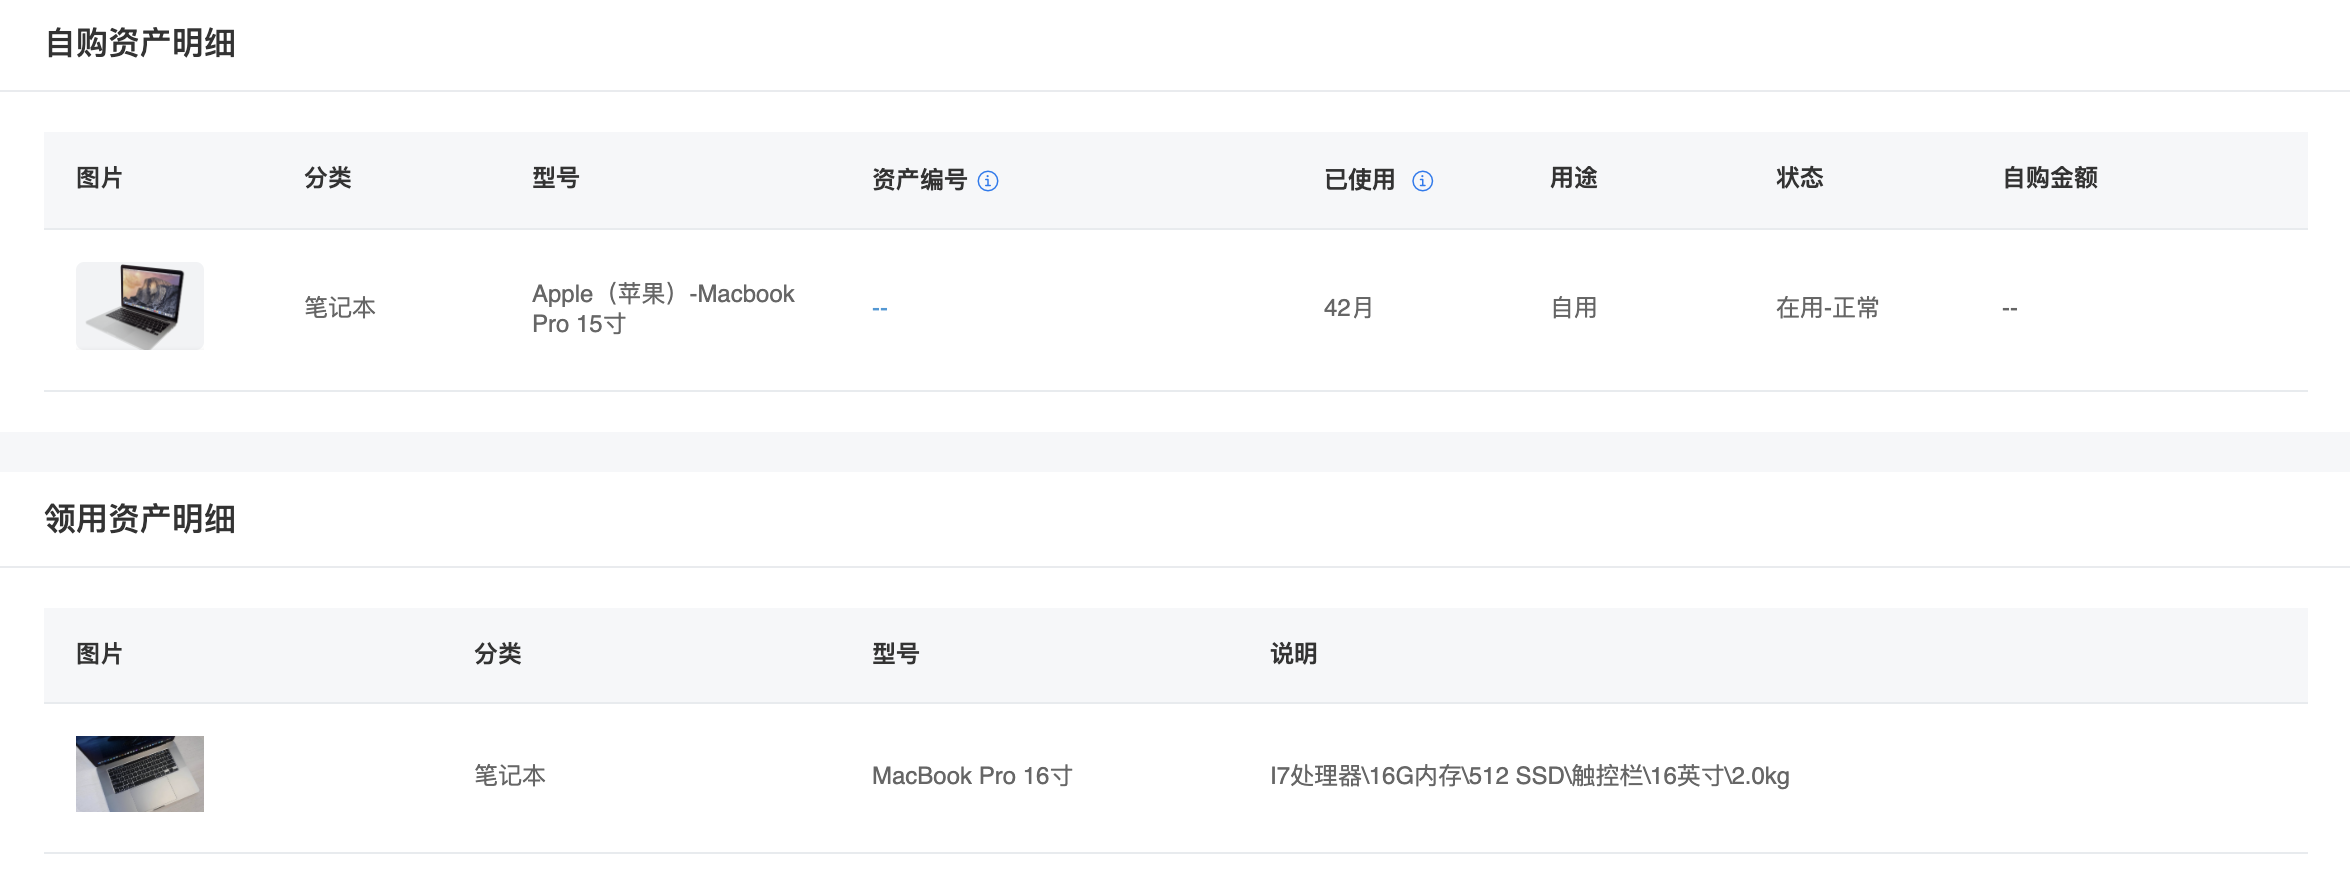 自购资产明细
图片 分类 型号 资产编号 已使用 用途 状态 自购金额
笔记本 Apple（苹果）-Macbook Pro 15寸 -- 42月 自用 在用-正常 --
领用资产明细
图片 分类 型号 说明
笔记本 MacBook Pro 16寸 I7处理器\16G内存\512 SSD\触控栏\16英寸\2.0kg